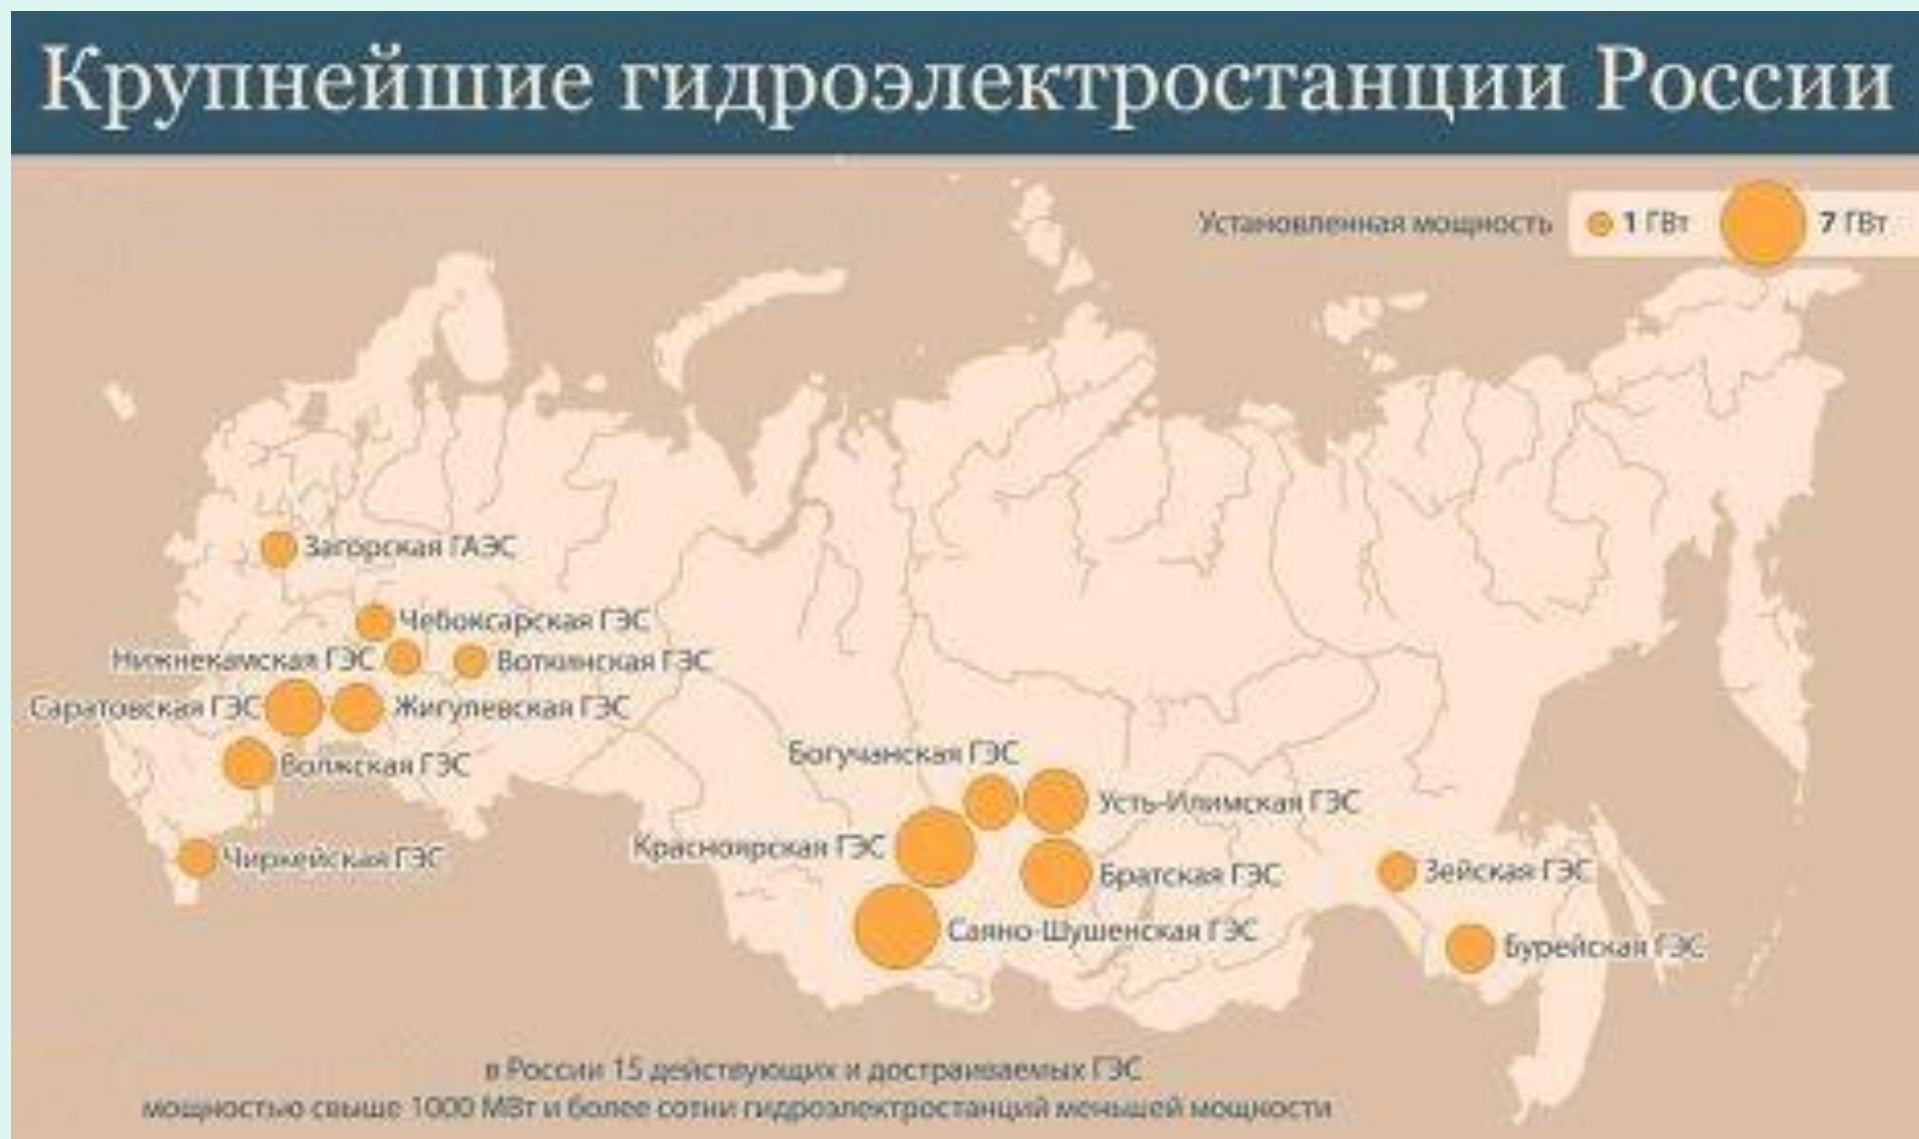 Крупнейшие гидроэлектростанции России
Установленная мощность 1 ГВт 7 ГВт
Загорская ГАЭС
Чебоксарская ГЭС
Нижнекамская ГЭС Воткинская ГЭС
Саратовская ГЭС Жигулевская ГЭС
Волжская ГЭС
Богучанская ГЭС
Усть-Илимская ГЭС
Красноярская ГЭС
Чиркейская ГЭС
Братская ГЭС
Зейская ГЭС
Саяно-Шушенская ГЭС
Бурейская ГЭС
в России 15 действующих и достраиваемых ГЭС
мощностью свыше 1000 МВт и более сотни гидроэлектростанций меньшей мощности